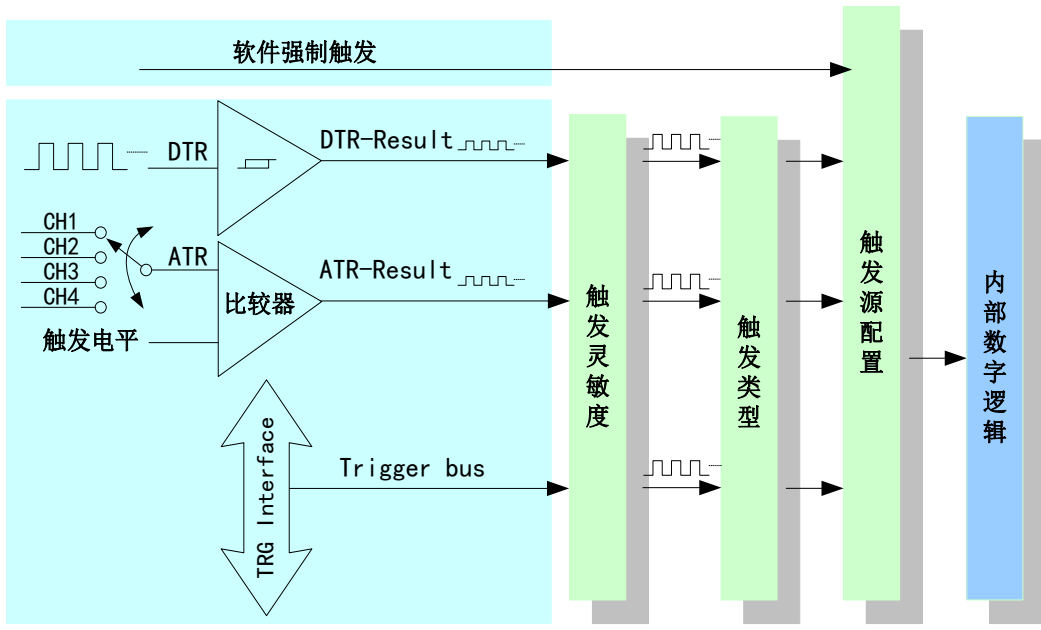 软件强制触发
DTR
DTR-Result
CH1
CH2
CH3
CH4
ATR
ATR-Result
比较器
触发电平
TRG Interface
Trigger bus
触发灵敏度
触发类型
触发源配置
内部数字逻辑